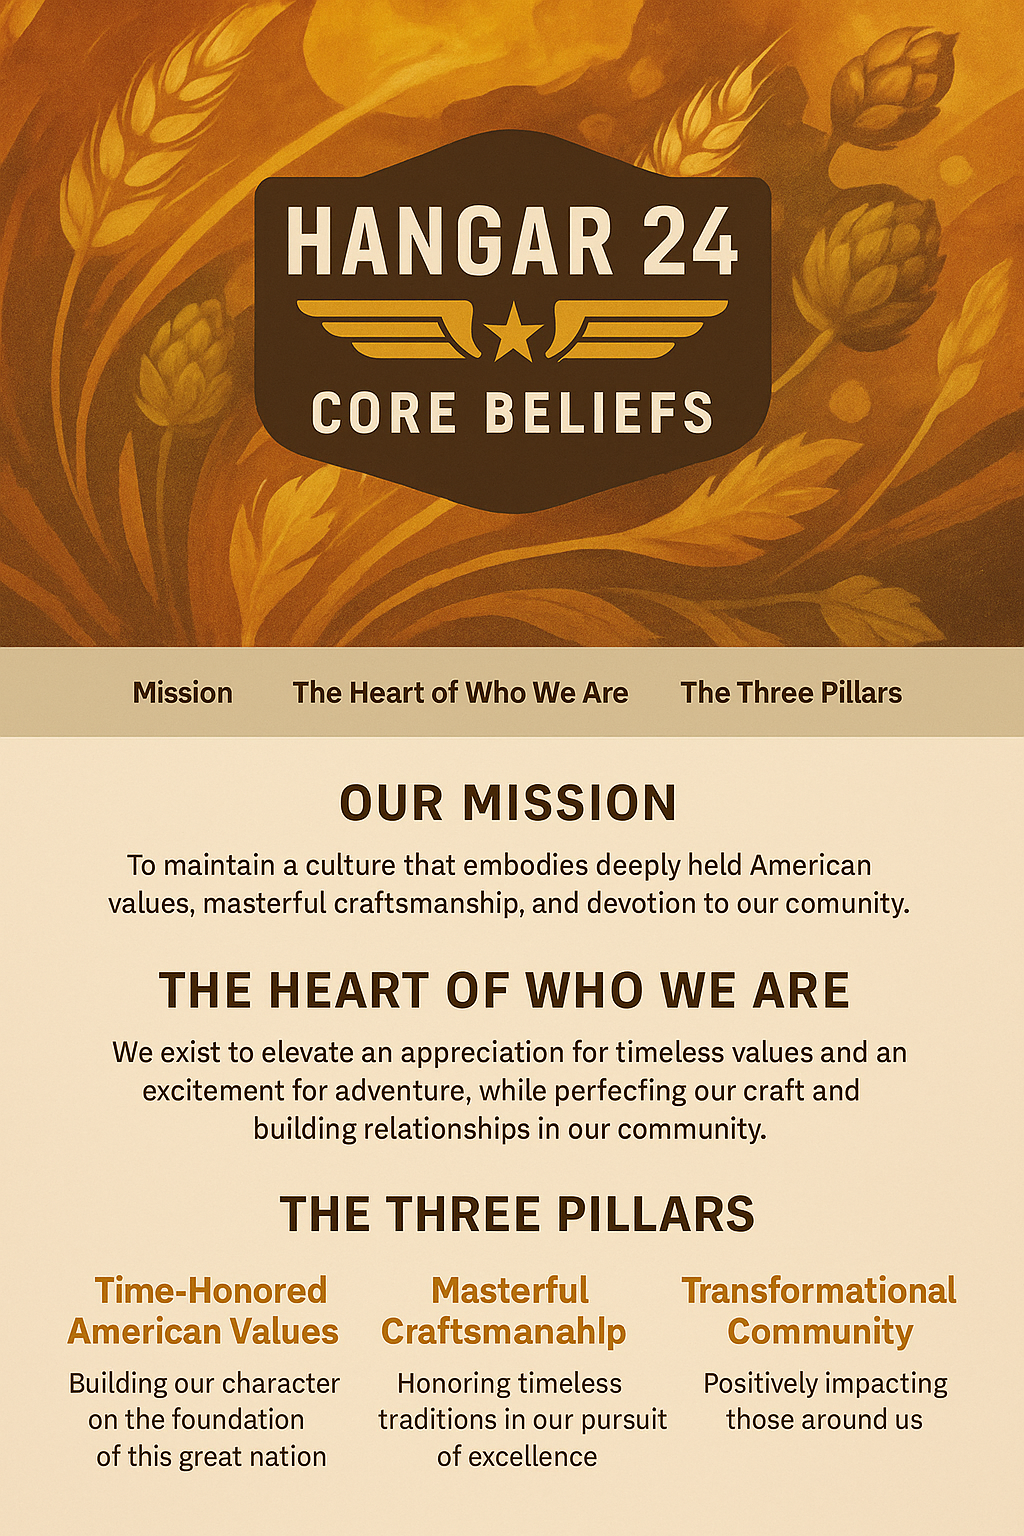 HANGAR 24
CORE BELIEFS
Mission The Heart of Who We Are The Three Pillars
OUR MISSION
To maintain a culture that embodies deeply held American
values, masterful craftsmanship, and devotion to our comunity.
THE HEART OF WHO WE ARE
We exist to elevate an appreciation for timeless values and an
excitement for adventure, while perfecfing our craft and
building relationships in our community.
THE THREE PILLARS
Time-Honored
American Values
Building our character
on the foundation
of this great nation
Masterful
Craftsmanahlp
Honoring timeless
traditions in our pursuit
of excellence
Transformational
Community
Positively impacting
those around us